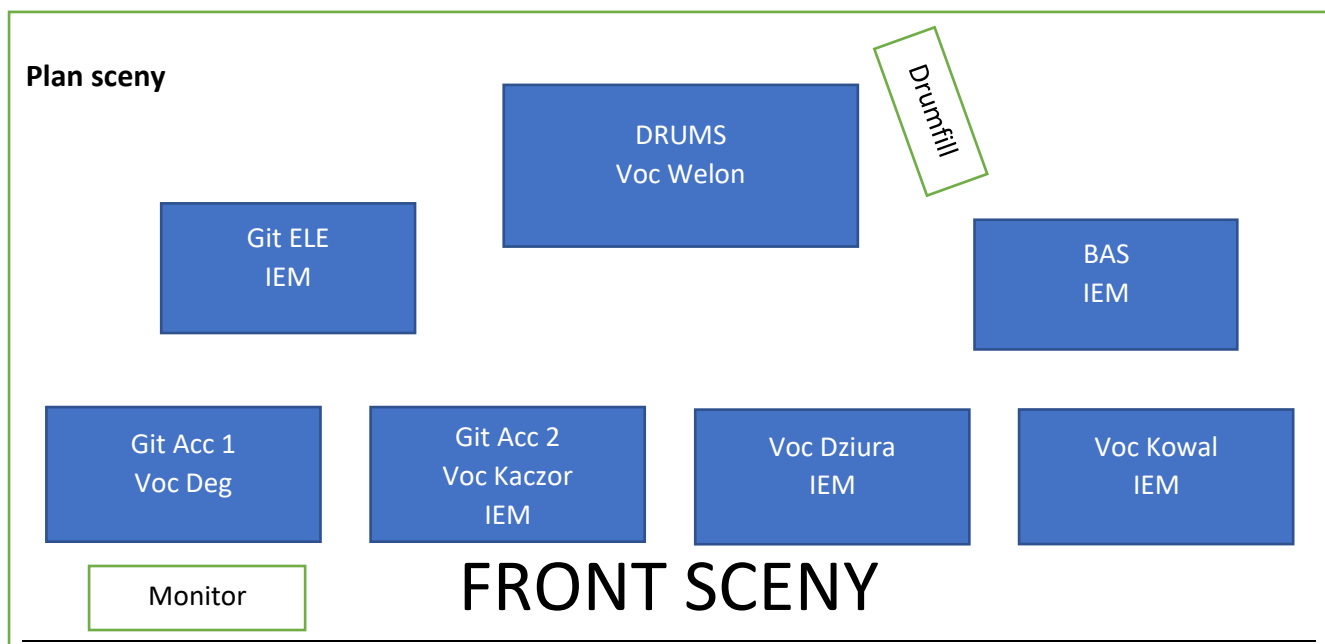 Plan sceny
DRUMS
Voc Welon
Drumfill
Git ELE
IEM
BAS
IEM
Git Acc 1
Voc Deg
Git Acc 2
Voc Kaczor
IEM
Voc Dziura
IEM
Voc Kowal
IEM
Monitor
FRONT SCENY